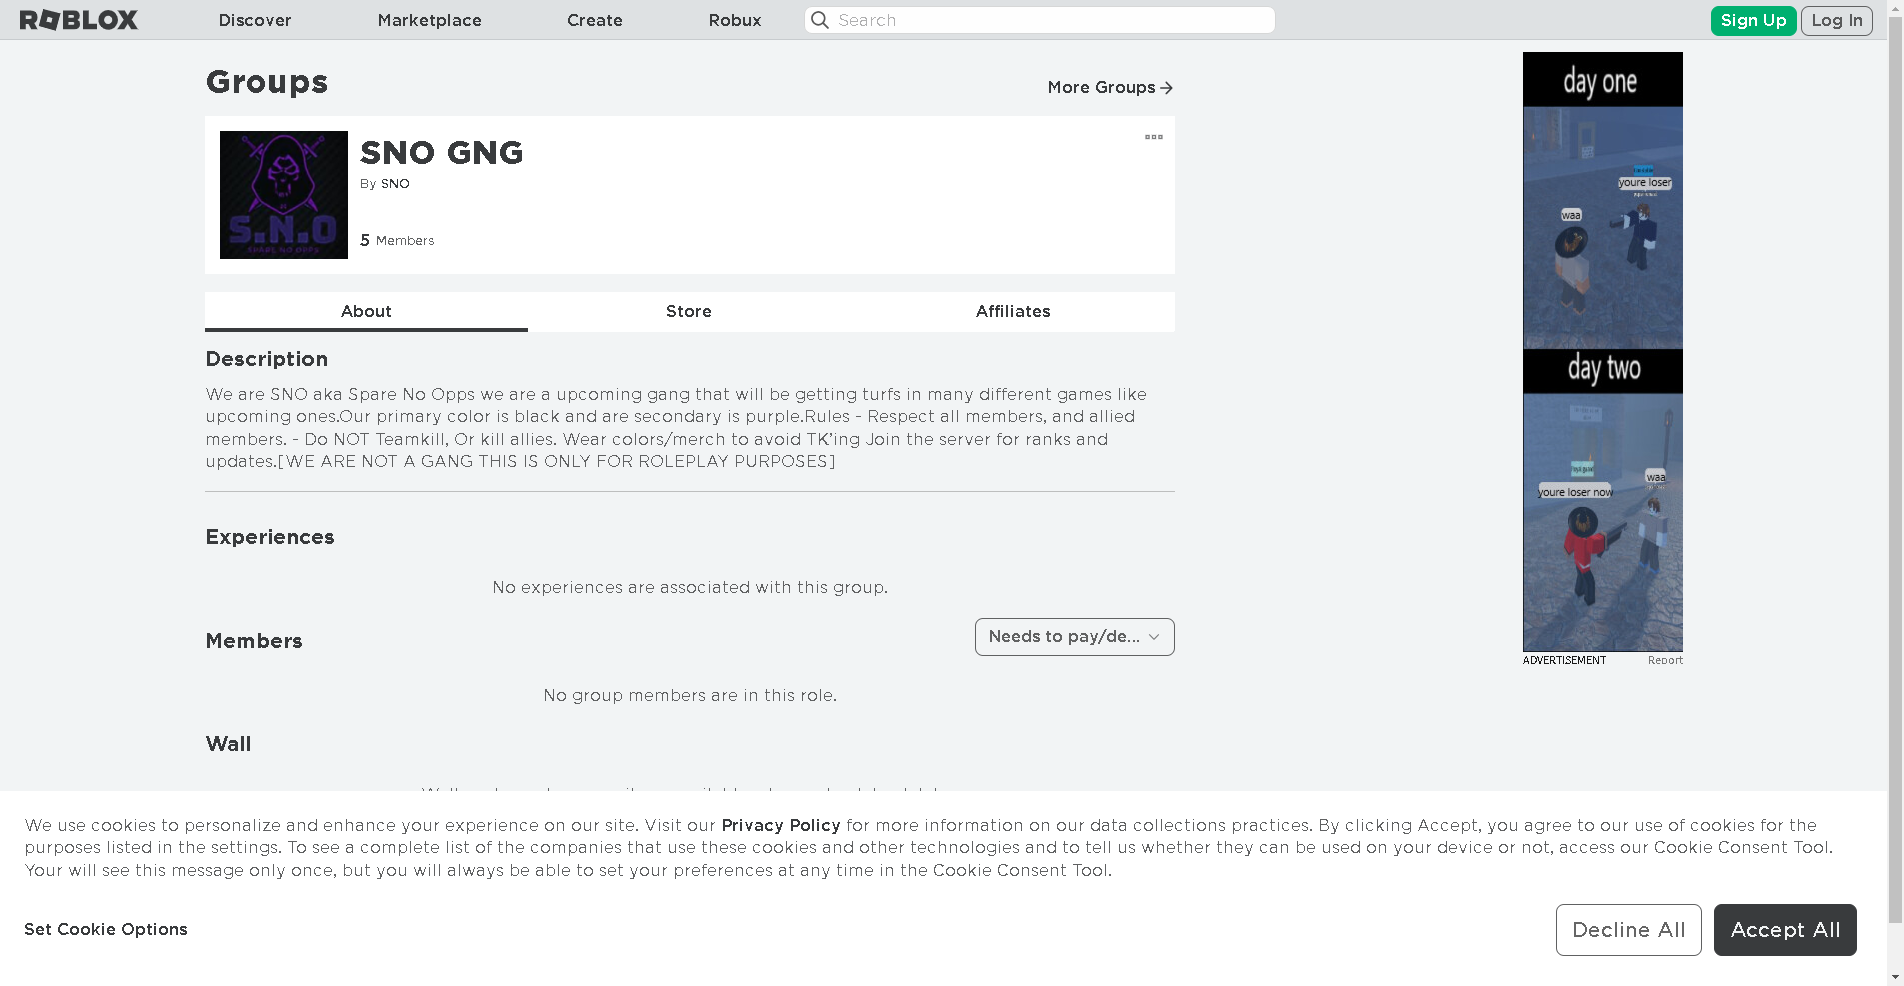 ROBLOX
Discover
Marketplace
Create
Robux
Search
Sign Up
Log In
Groups
More Groups
SNO GNG
By SNO
5 Members
S.N.O
SPARE NO OPPS
About
Store
Affiliates
Description
We are SNO aka Spare No Opps we are a upcoming gang that will be getting turfs in many different games like
upcoming ones.Our primary color is black and are secondary is purple.Rules - Respect all members, and allied
members. - Do NOT Teamkill, Or kill allies. Wear colors/merch to avoid TK'ing Join the server for ranks and
updates.[WE ARE NOT A GANG THIS IS ONLY FOR ROLEPLAY PURPOSES]
Experiences
No experiences are associated with this group.
Members
Needs to pay/de...
No group members are in this role.
Wall
day one
youre loser
waa
day two
waa
youre loser now
ADVERTISEMENT
Report
We use cookies to personalize and enhance your experience on our site. Visit our Privacy Policy for more information on our data collections practices. By clicking Accept, you agree to our use of cookies for the
purposes listed in the settings. To see a complete list of the companies that use these cookies and other technologies and to tell us whether they can be used on your device or not, access our Cookie Consent Tool.
Your will see this message only once, but you will always be able to set your preferences at any time in the Cookie Consent Tool.
Set Cookie Options
Decline All
Accept All